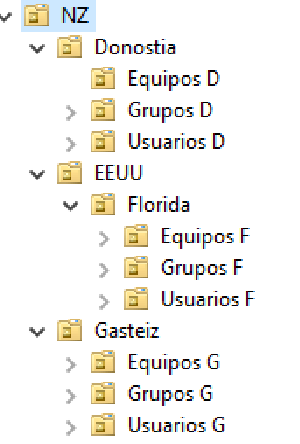 NZ
Donostia
Equipos D
Grupos D
Usuarios D
EEUU
Florida
Equipos F
Grupos F
Usuarios F
Gasteiz
Equipos G
Grupos G
Usuarios G